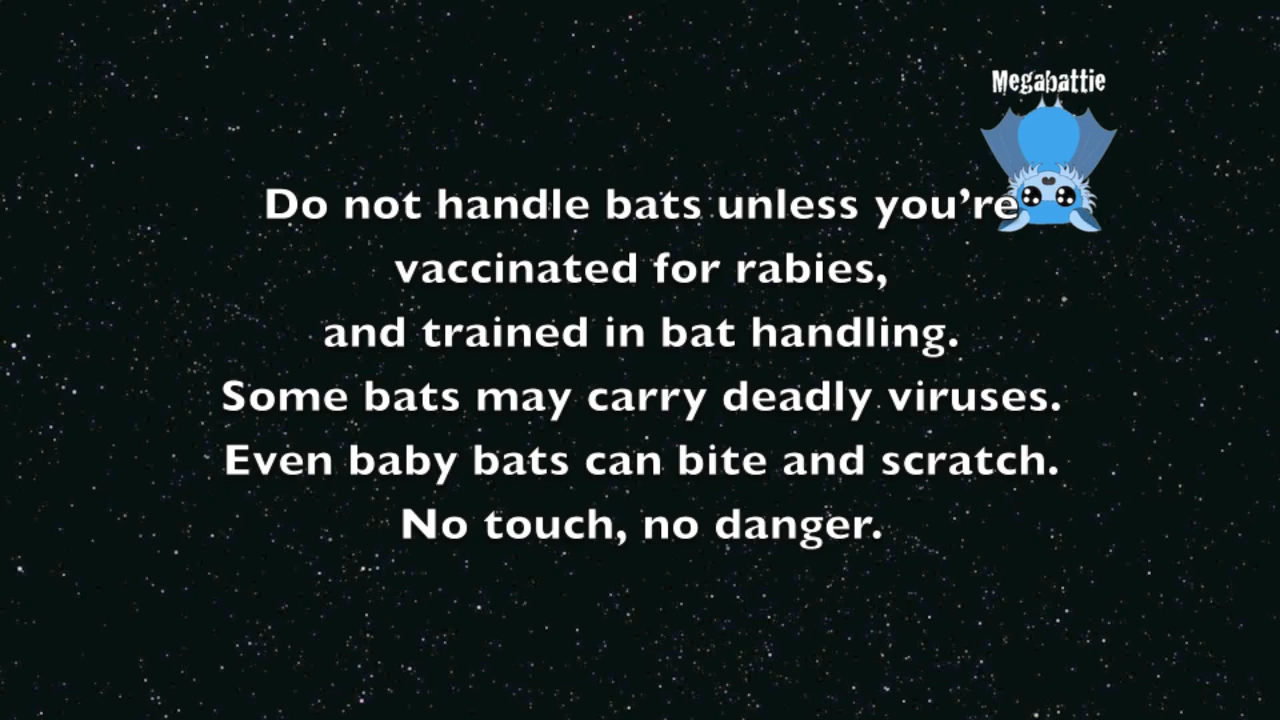 Megabattie
Do not handle bats unless you’re
vaccinated for rabies,
and trained in bat handling.
Some bats may carry deadly viruses.
Even baby bats can bite and scratch.
No touch, no danger.